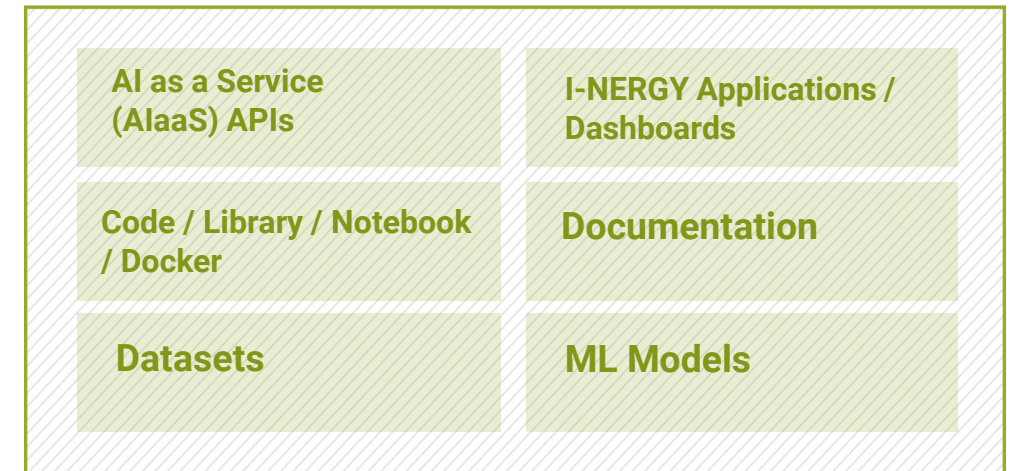 AI as a Service
(AIaaS) APIs
I-NERGY Applications /
Dashboards
Code / Library / Notebook
/ Docker
Documentation
Datasets
ML Models